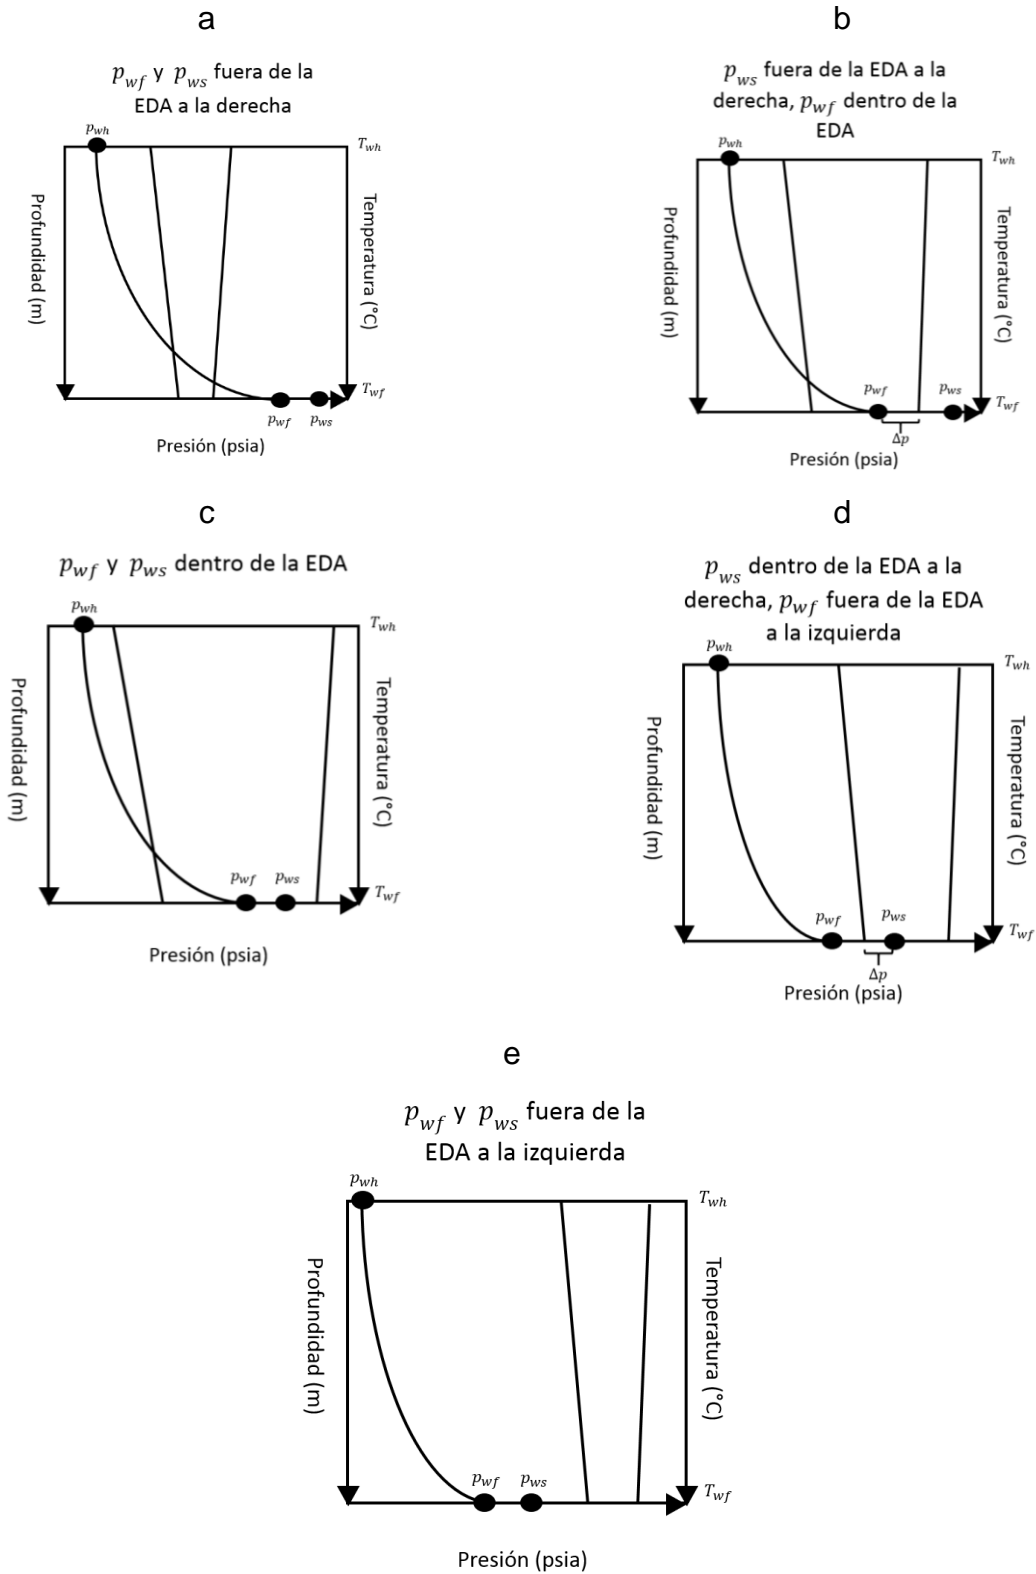 a
p_wf y p_ws fuera de la
EDA a la derecha
p_wh
T_wh
Profundidad (m)
Temperatura (°C)
T_wf
p_wf
p_ws
Presión (psia)
b
p_ws fuera de la EDA a la
derecha, p_wf dentro de la
EDA
p_wh
T_wh
Profundidad (m)
Temperatura (°C)
p_wf
p_ws
T_wf
Δp
Presión (psia)
c
p_wf y p_ws dentro de la EDA
p_wh
T_wh
Profundidad (m)
Temperatura (°C)
p_wf
p_ws
T_wf
Presión (psia)
d
p_ws dentro de la EDA a la
derecha, p_wf fuera de la EDA
a la izquierda
p_wh
T_wh
Profundidad (m)
Temperatura (°C)
p_wf
p_ws
T_wf
Δp
Presión (psia)
e
p_wf y p_ws fuera de la
EDA a la izquierda
p_wh
T_wh
Profundidad (m)
Temperatura (°C)
p_wf
p_ws
T_wf
Presión (psia)